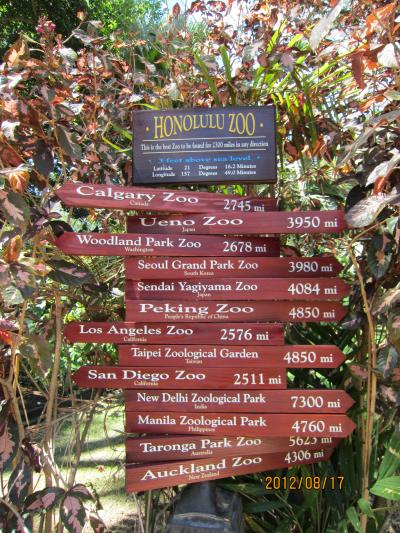 HONOLULU ZOO
This is the best Zoo to be found for 2300 miles in any direction
3 feet above sea level
Latitude 21 Degrees 16.2 Minutes
Longitude 157 Degrees 49.0 Minutes
Calgary Zoo 2745 mi
Canada
Ueno Zoo 3950 mi
Japan
Woodland Park Zoo 2678 mi
Washington
Seoul Grand Park Zoo 3980 mi
South Korea
Sendai Yagiyama Zoo 4084 mi
Japan
Peking Zoo 4850 mi
People's Republic of China
Los Angeles Zoo 2576 mi
California
Taipei Zoological Garden 4850 mi
Taiwan
San Diego Zoo 2511 mi
California
New Delhi Zoological Park 7300 mi
India
Manila Zoological Park 4760 mi
Philippines
Taronga Park Zoo 5623 mi
Australia
Auckland Zoo 4306 mi
New Zealand
2012/08/17